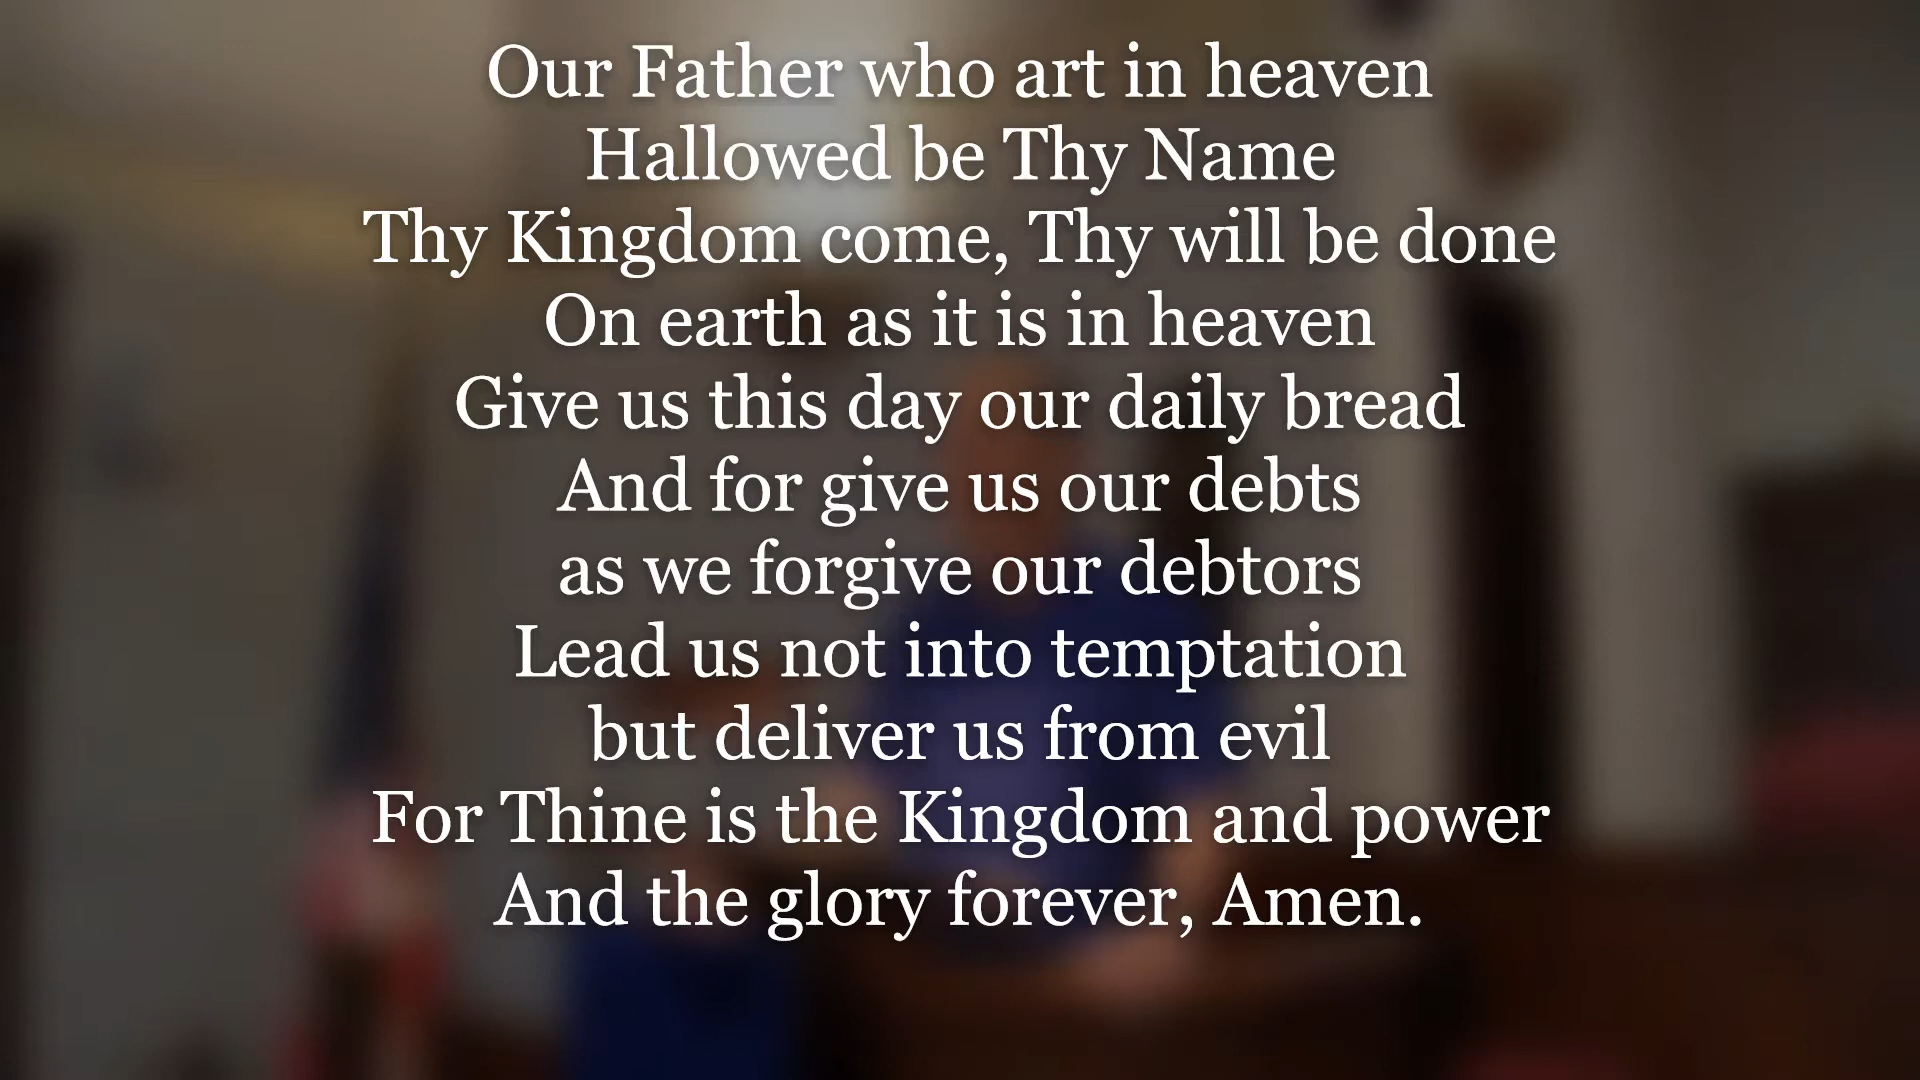 Our Father who art in heaven
Hallowed be Thy Name
Thy Kingdom come, Thy will be done
On earth as it is in heaven
Give us this day our daily bread
And for give us our debts
as we forgive our debtors
Lead us not into temptation
but deliver us from evil
For Thine is the Kingdom and power
And the glory forever, Amen.